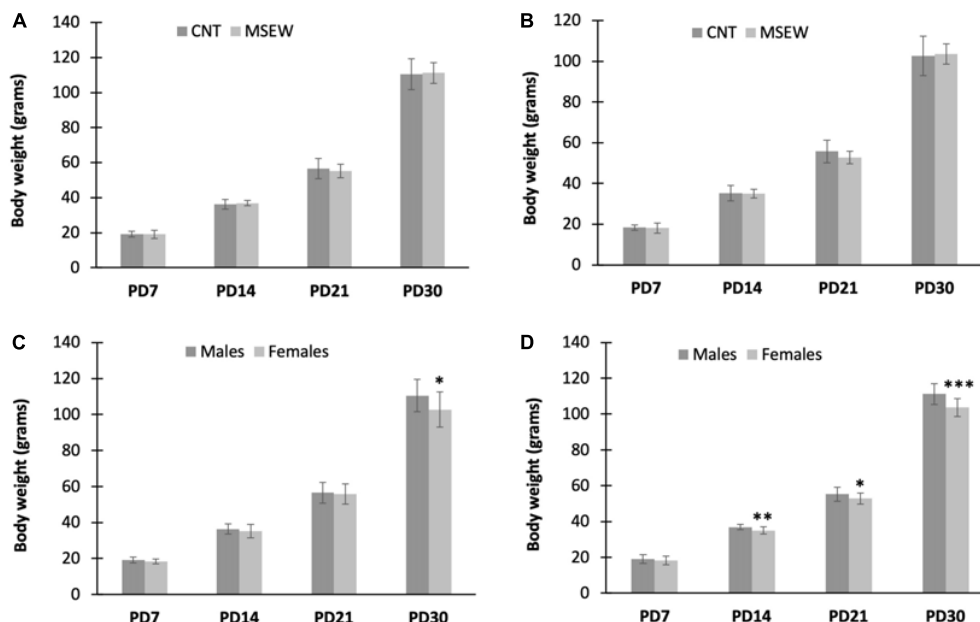 A
CNT MSEW
Body weight (grams)
140
120
100
80
60
40
20
0
PD7 PD14 PD21 PD30
B
CNT MSEW
Body weight (grams)
120
100
80
60
40
20
0
PD7 PD14 PD21 PD30
C
Males Females
Body weight (grams)
140
120
100
80
60
40
20
0
*
PD7 PD14 PD21 PD30
D
Males Females
Body weight (grams)
140
120
100
80
60
40
20
0
** * ***
PD7 PD14 PD21 PD30